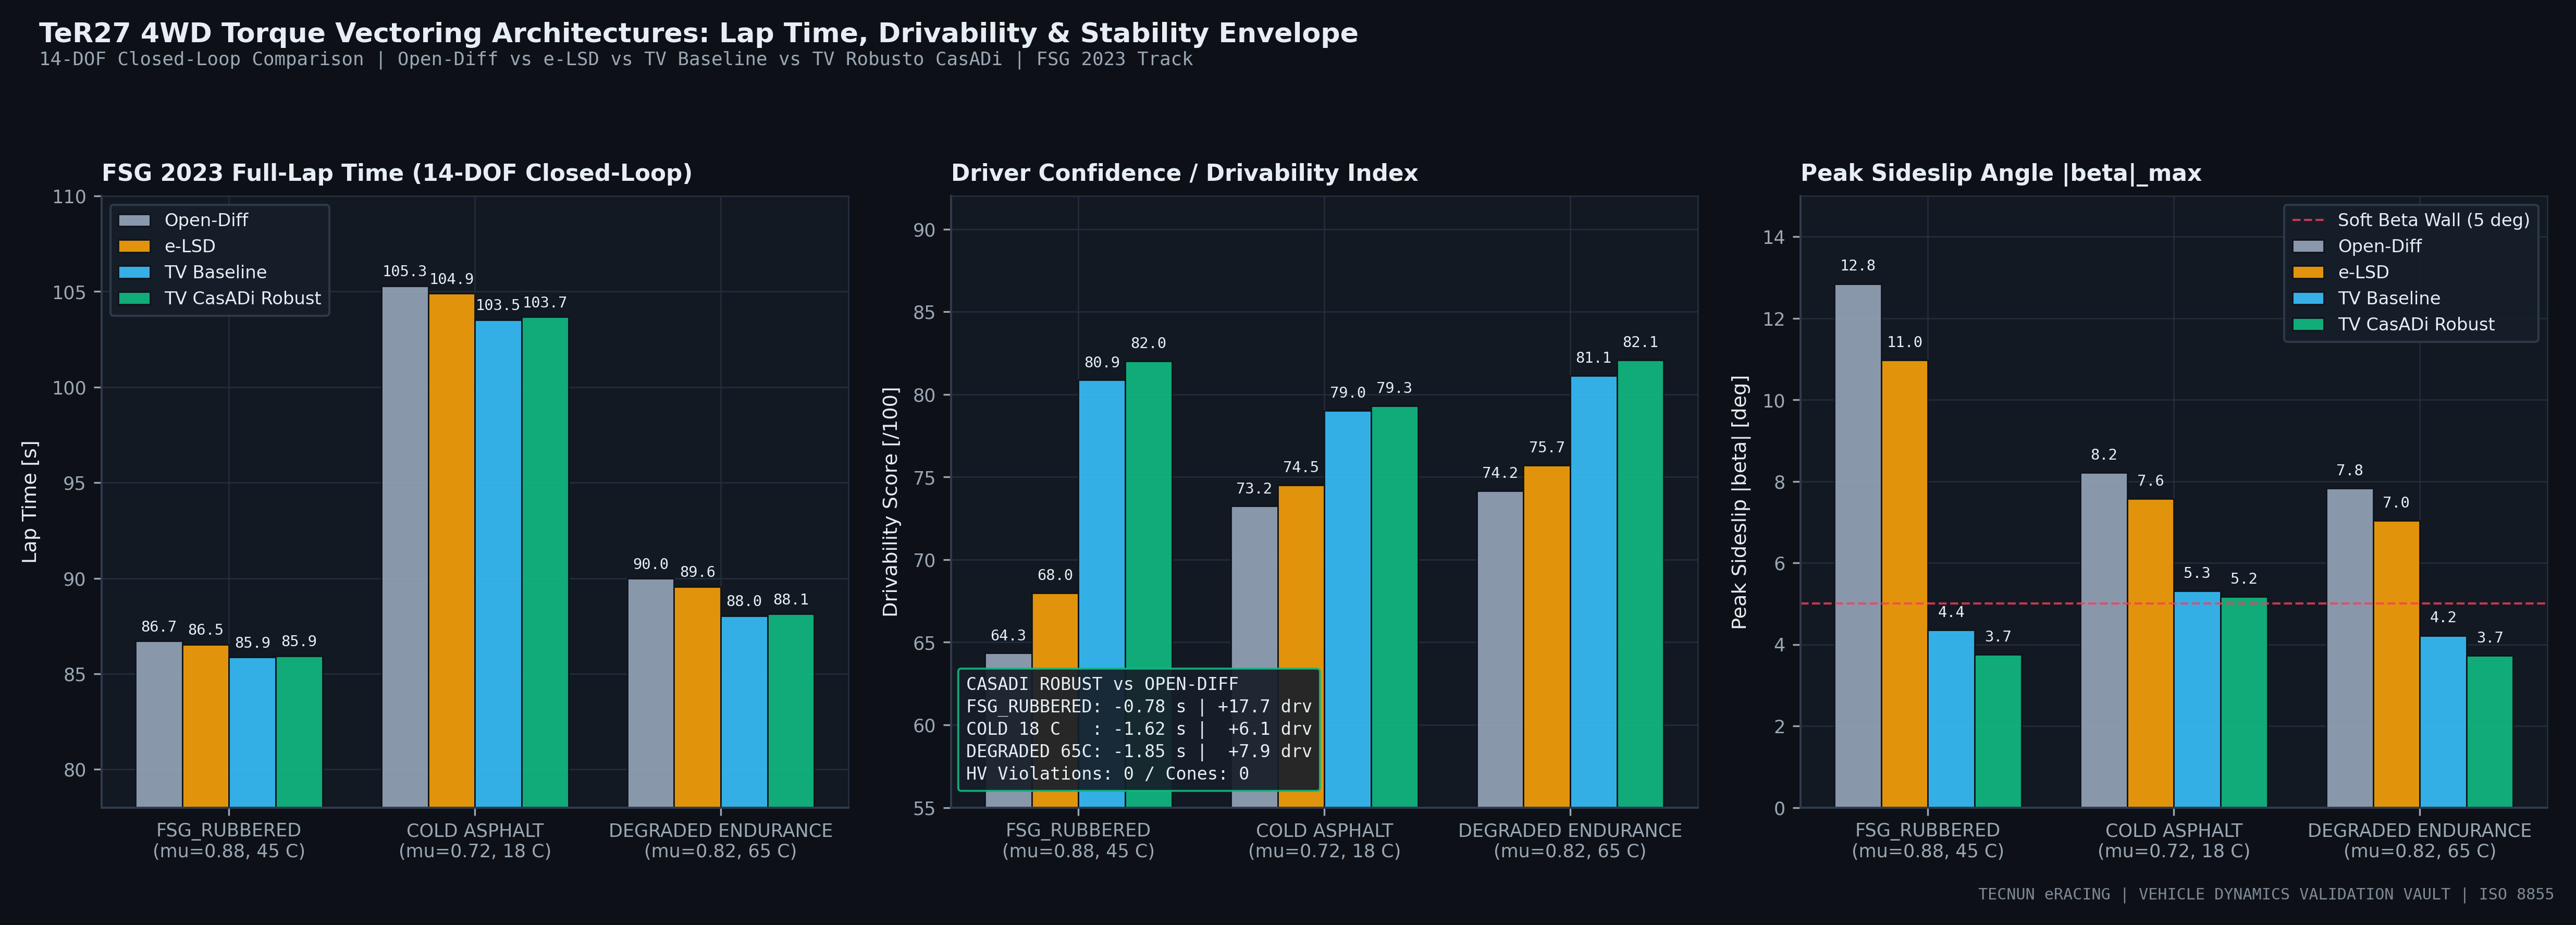 TeR27 4WD Torque Vectoring Architectures: Lap Time, Drivability & Stability Envelope
14-DOF Closed-Loop Comparison | Open-Diff vs e-LSD vs TV Baseline vs TV Robusto CasADi | FSG 2023 Track
FSG 2023 Full-Lap Time (14-DOF Closed-Loop)
110
105
100
95
90
85
80
Lap Time [s]
Open-Diff
e-LSD
TV Baseline
TV CasADi Robust
86.7
86.5
85.9
85.9
105.3
104.9
103.5
103.7
90.0
89.6
88.0
88.1
FSG_RUBBERED
(mu=0.88, 45 C)
COLD ASPHALT
(mu=0.72, 18 C)
DEGRADED ENDURANCE
(mu=0.82, 65 C)
Driver Confidence / Drivability Index
90
85
80
75
70
65
60
55
Drivability Score [/100]
64.3
68.0
80.9
82.0
73.2
74.5
79.0
79.3
74.2
75.7
81.1
82.1
CASADI ROBUST vs OPEN-DIFF
FSG_RUBBERED: -0.78 s | +17.7 drv
COLD 18 C   : -1.62 s |  +6.1 drv
DEGRADED 65C: -1.85 s |  +7.9 drv
HV Violations: 0 / Cones: 0
FSG_RUBBERED
(mu=0.88, 45 C)
COLD ASPHALT
(mu=0.72, 18 C)
DEGRADED ENDURANCE
(mu=0.82, 65 C)
Peak Sideslip Angle |beta|_max
14
12
10
8
6
4
2
0
Peak Sideslip |beta| [deg]
Soft Beta Wall (5 deg)
Open-Diff
e-LSD
TV Baseline
TV CasADi Robust
12.8
11.0
4.4
3.7
8.2
7.6
5.3
5.2
7.8
7.0
4.2
3.7
FSG_RUBBERED
(mu=0.88, 45 C)
COLD ASPHALT
(mu=0.72, 18 C)
DEGRADED ENDURANCE
(mu=0.82, 65 C)
TECNUN eRACING | VEHICLE DYNAMICS VALIDATION VAULT | ISO 8855